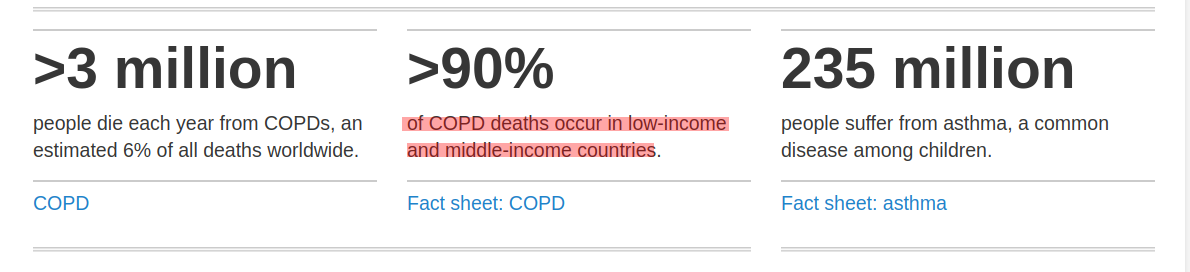 >3 million
people die each year from COPDs, an
estimated 6% of all deaths worldwide.
COPD
>90%
of COPD deaths occur in low-income
and middle-income countries.
Fact sheet: COPD
235 million
people suffer from asthma, a common
disease among children.
Fact sheet: asthma